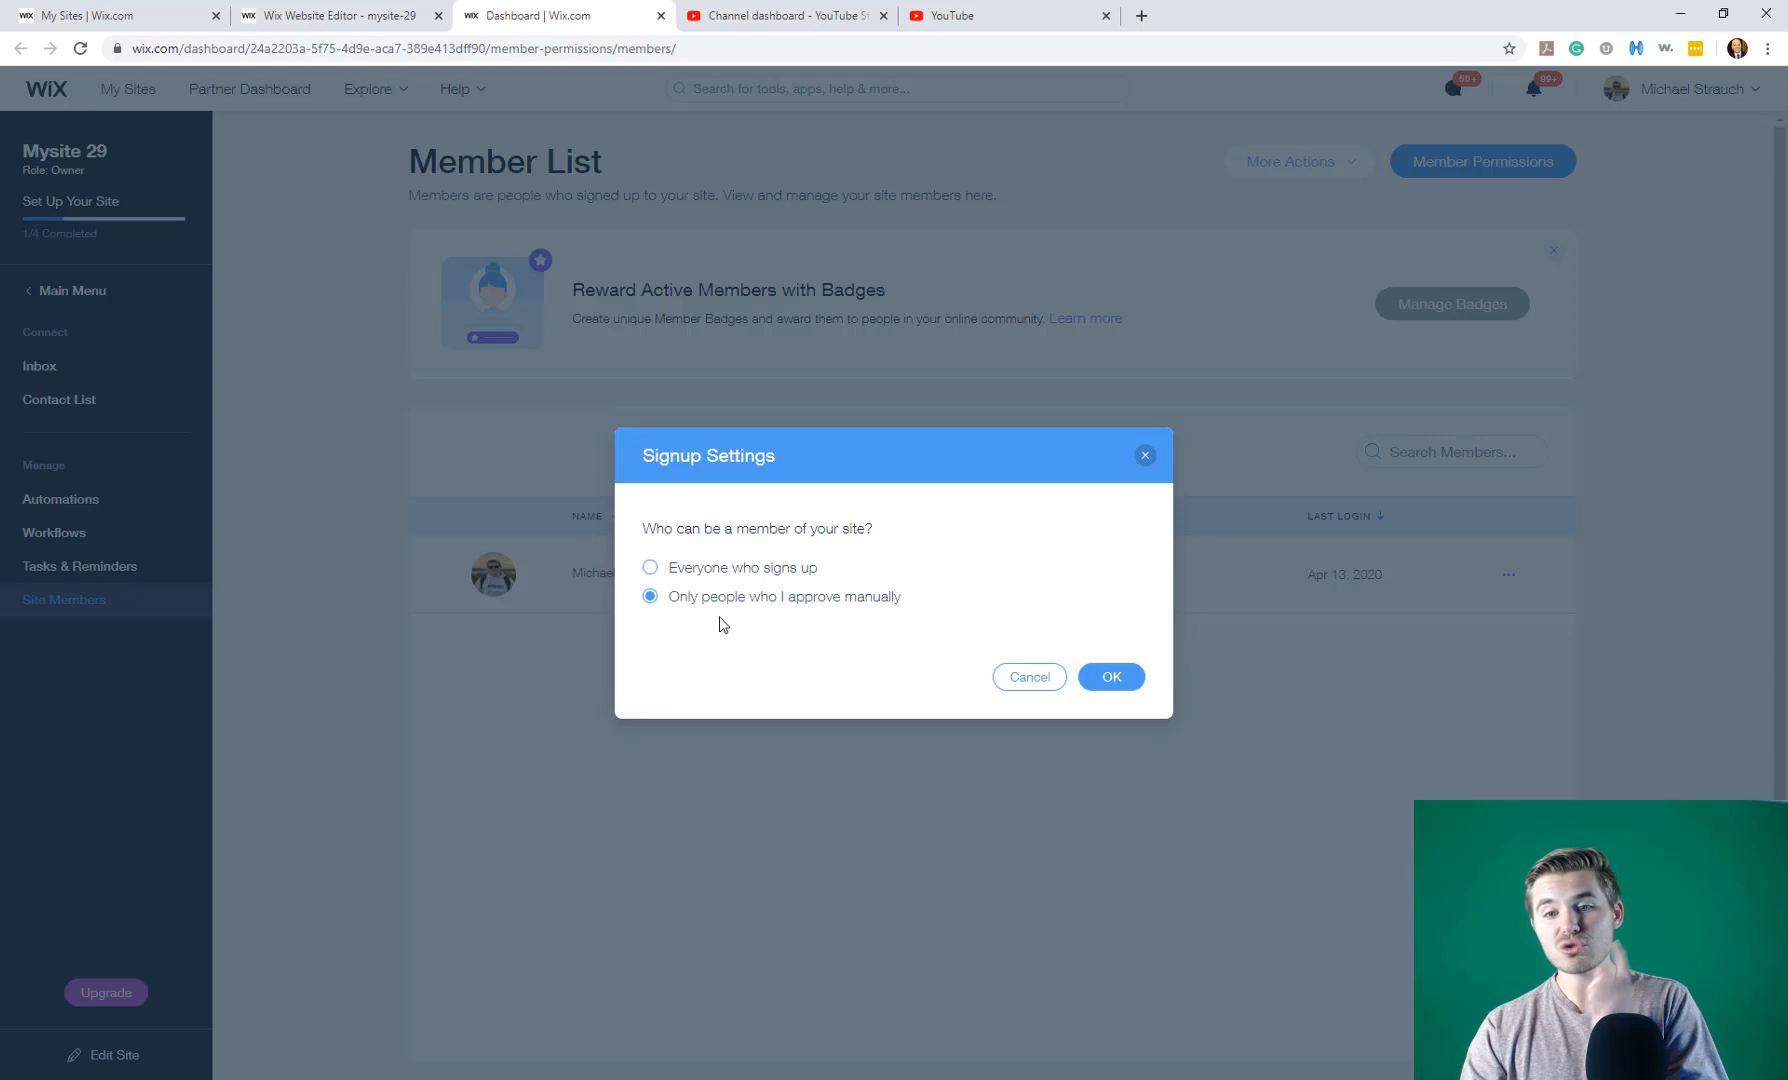 My Sites | Wix.com
Wix Website Editor - mysite-29
Dashboard | Wix.com
Channel dashboard - YouTube St
YouTube
wix.com/dashboard/24a2203a-5f75-4d9e-aca7-389e413dff90/member-permissions/members/
WiX
My Sites
Partner Dashboard
Explore
Help
Search for tools, apps, help & more...
50+
99+
Michael Strauch
Mysite 29
Role: Owner
Set Up Your Site
1/4 Completed
Main Menu
Connect
Inbox
Contact List
Manage
Automations
Workflows
Tasks & Reminders
Site Members
Upgrade
Edit Site
Member List
More Actions
Member Permissions
Members are people who signed up to your site. View and manage your site members here.
Reward Active Members with Badges
Create unique Member Badges and award them to people in your online community. Learn more
Manage Badges
Search Members...
NAME
LAST LOGIN
Michael
Apr 13, 2020
Signup Settings
Who can be a member of your site?
Everyone who signs up
Only people who I approve manually
Cancel
OK